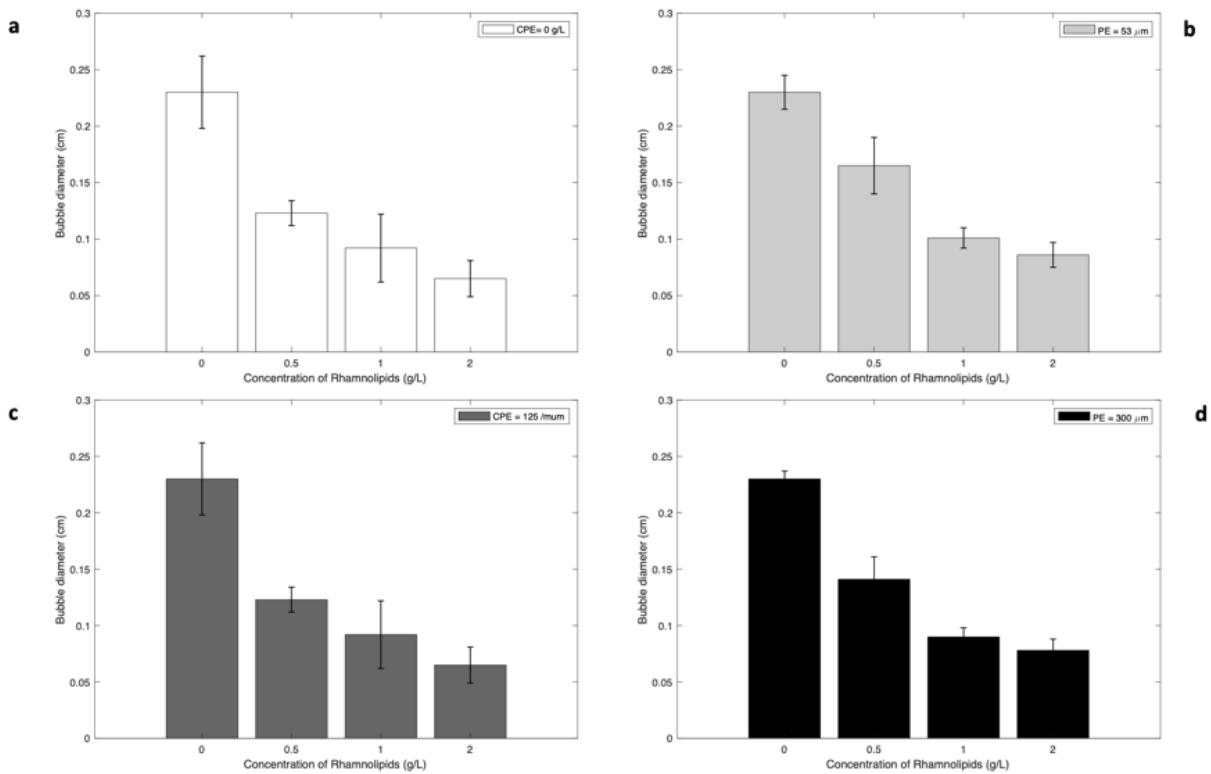 a
CPE= 0 g/L
0.3
0.25
0.2
0.15
0.1
0.05
0
Bubble diameter (cm)
0 0.5 1 2
Concentration of Rhamnolipids (g/L)
b
PE = 53 μm
0.3
0.25
0.2
0.15
0.1
0.05
0
Bubble diameter (cm)
0 0.5 1 2
Concentration of Rhamnolipids (g/L)
c
CPE = 125 /mum
0.3
0.25
0.2
0.15
0.1
0.05
0
Bubble diameter (cm)
0 0.5 1 2
Concentration of Rhamnolipids (g/L)
d
PE = 300 μm
0.3
0.25
0.2
0.15
0.1
0.05
0
Bubble diameter (cm)
0 0.5 1 2
Concentration of Rhamnolipids (g/L)